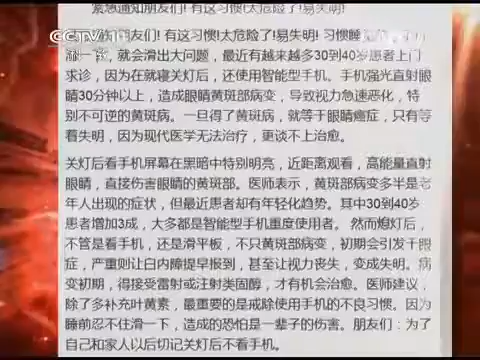 紧急通知朋友们！有这习惯!太危险了!易失明!
CCTV
族们友们！有这习惯!太危险了!易失明！习惯睡
滑一下，就会滑出大问题，最近有越来越多30到40岁患者上门
求诊，因为在就寝关灯后，还使用智能型手机。手机强光直射眼
睛30分钟以上，造成眼睛黄斑部病变，导致视力急速恶化，特
别不可逆的黄斑病。一旦得了黄斑病，就等于眼睛癌症，只有等
着失明，因为现代医学无法治疗，更谈不上治愈。
关灯后看手机屏幕在黑暗中特别明亮，近距离观看，高能量直射
眼睛，直接伤害眼睛的黄斑部。医师表示，黄斑部病变多半是老
年人出现的症状，但最近患者却有年轻化趋势。其中30到40岁
患者增加3成，大多都是智能型手机重度使用者。 然而熄灯后，
不管是看手机，还是滑平板，不只黄斑部病变，初期会引发干眼
症，严重则让白内障提早报到，甚至让视力丧失，变成失明。病
变初期，得接受雷射或注射类固醇，才有机会治愈。医师建议，
除了多补充叶黄素，最重要的是戒除使用手机的不良习惯。因为
睡前忍不住滑一下，造成的恐怕是一辈子的伤害。朋友们：为了
自己和家人以后切记关灯后不看手机。